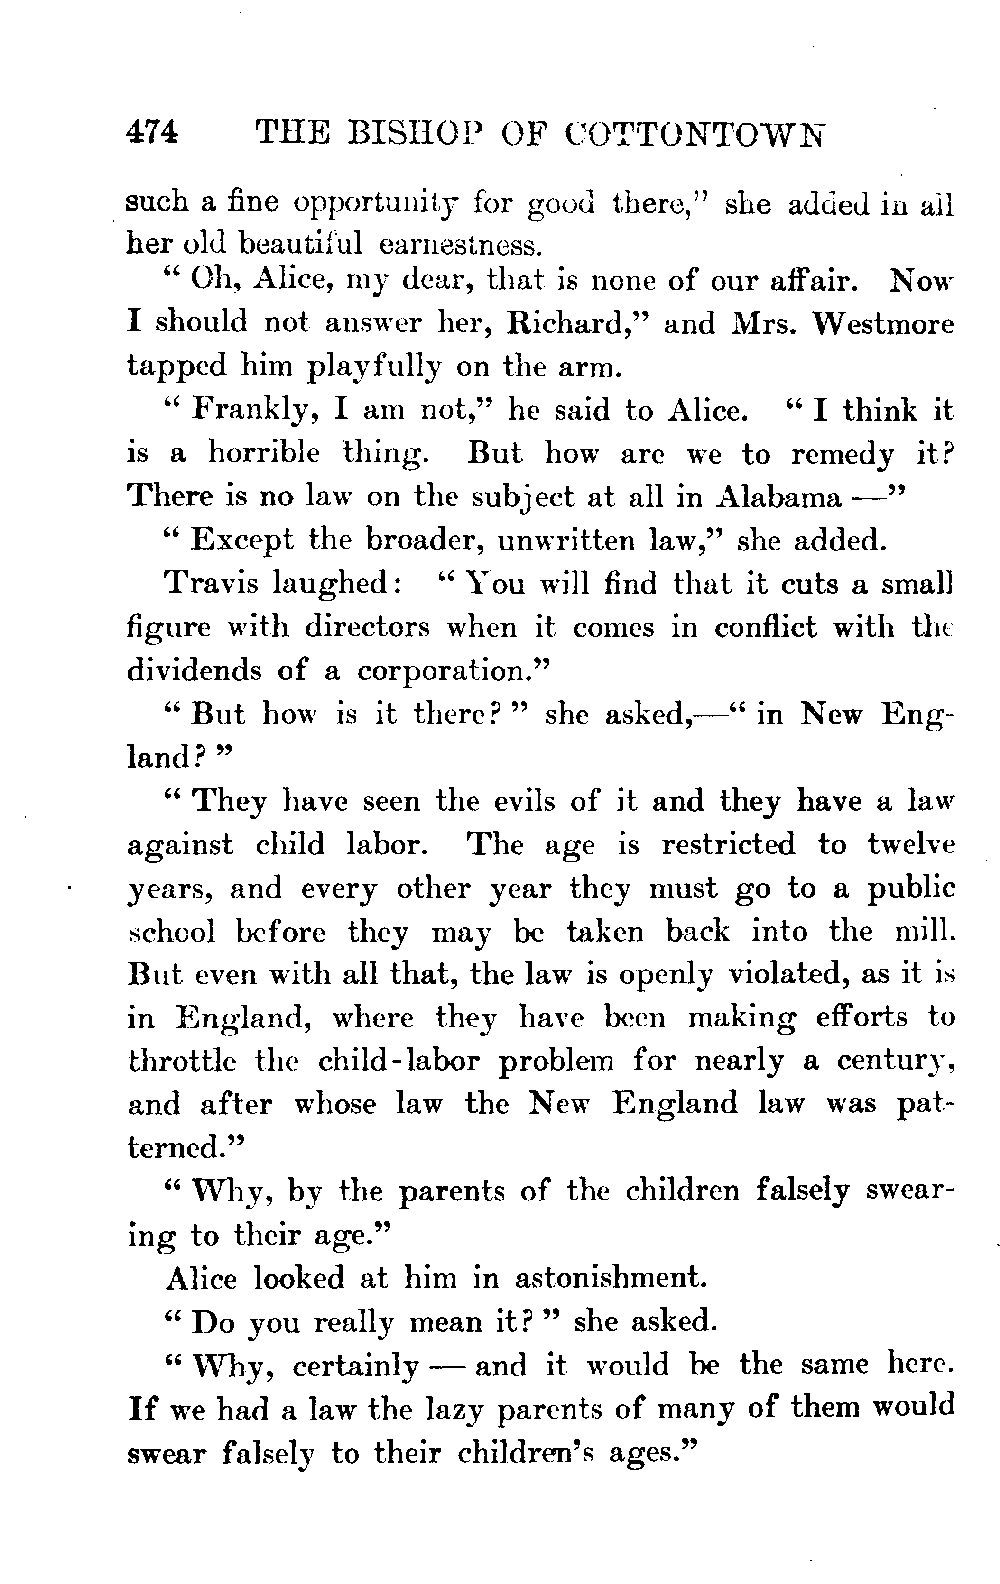 474 THE BISHOP OF COTTONTOWN
such a fine opportunity for good there," she added in all
her old beautiful earnestness.
" Oh, Alice, my dear, that is none of our affair. Now
I should not answer her, Richard," and Mrs. Westmore
tapped him playfully on the arm.
" Frankly, I am not," he said to Alice. " I think it
is a horrible thing. But how are we to remedy it?
There is no law on the subject at all in Alabama —"
" Except the broader, unwritten law," she added.
Travis laughed: " You will find that it cuts a small
figure with directors when it comes in conflict with the
dividends of a corporation."
" But how is it there? " she asked,—" in New Eng-
land? "
" They have seen the evils of it and they have a law
against child labor. The age is restricted to twelve
years, and every other year they must go to a public
school before they may be taken back into the mill.
But even with all that, the law is openly violated, as it is
in England, where they have been making efforts to
throttle the child-labor problem for nearly a century,
and after whose law the New England law was pat-
terned."
" Why, by the parents of the children falsely swear-
ing to their age."
Alice looked at him in astonishment.
" Do you really mean it? " she asked.
" Why, certainly — and it would be the same here.
If we had a law the lazy parents of many of them would
swear falsely to their children's ages."